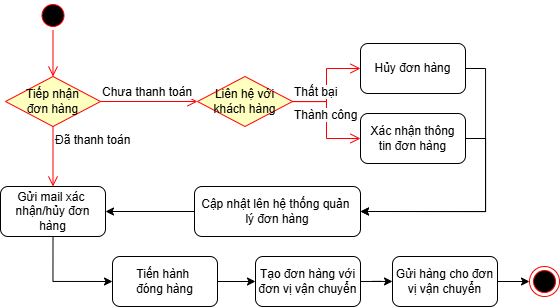 Tiếp nhận
đơn hàng
Chưa thanh toán
Liên hệ với
khách hàng
Thất bại
Thành công
Hủy đơn hàng
Xác nhận thông
tin đơn hàng
Đã thanh toán
Gửi mail xác
nhận/hủy đơn
hàng
Cập nhật lên hệ thống quản
lý đơn hàng
Tiến hành
đóng hàng
Tạo đơn hàng với
đơn vị vận chuyển
Gửi hàng cho đơn
vị vận chuyển